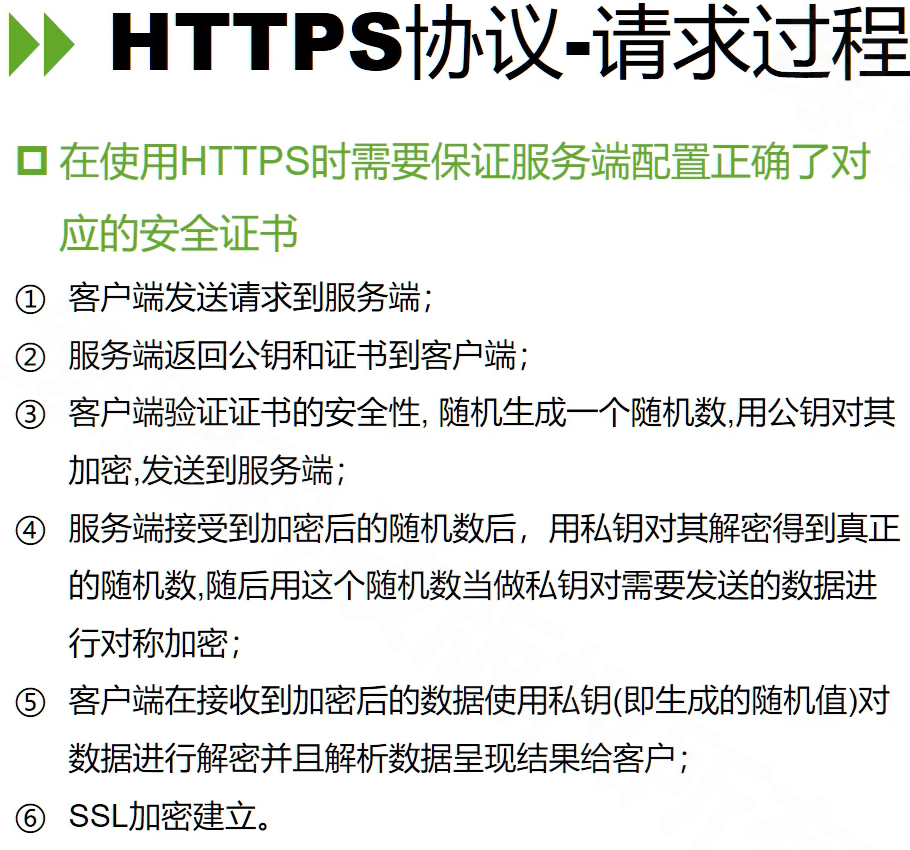 HTTPS协议-请求过程
在使用HTTPS时需要保证服务端配置正确了对
应的安全证书
① 客户端发送请求到服务端；
② 服务端返回公钥和证书到客户端；
③ 客户端验证证书的安全性, 随机生成一个随机数,用公钥对其
加密,发送到服务端；
④ 服务端接受到加密后的随机数后，用私钥对其解密得到真正
的随机数,随后用这个随机数当做私钥对需要发送的数据进
行对称加密；
⑤ 客户端在接收到加密后的数据使用私钥(即生成的随机值)对
数据进行解密并且解析数据呈现结果给客户；
⑥ SSL加密建立。